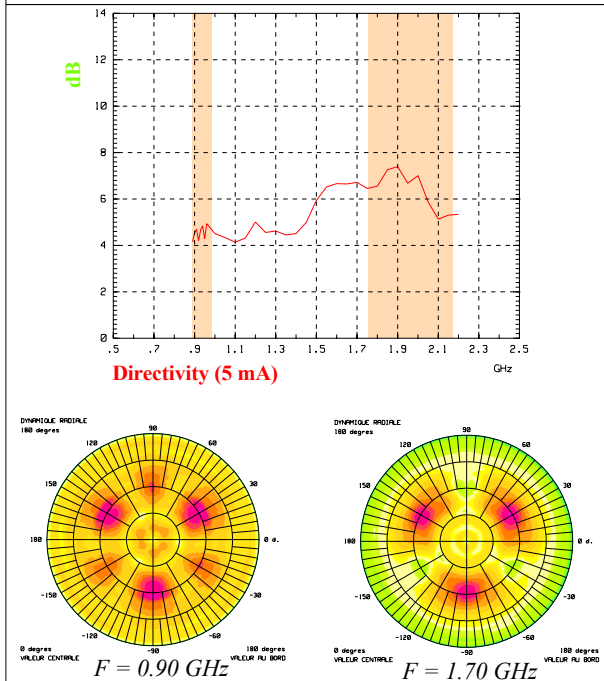 14
12
10
8
6
4
2
0
dB
.5 .7 .9 1.1 1.3 1.5 1.7 1.9 2.1 2.3 2.5
GHz
Directivity (5 mA)
DYNAMIQUE RADIALE
180 degres
90
120 60
150 30
180 0 d.
-150 -30
-120 -60
-90
0 degres 180 degres
VALEUR CENTRALE VALEUR AU BORD
F = 0.90 GHz
DYNAMIQUE RADIALE
180 degres
90
120 60
150 30
180 0 d.
-150 -30
-120 -60
-90
0 degres 180 degres
VALEUR CENTRALE VALEUR AU BORD
F = 1.70 GHz